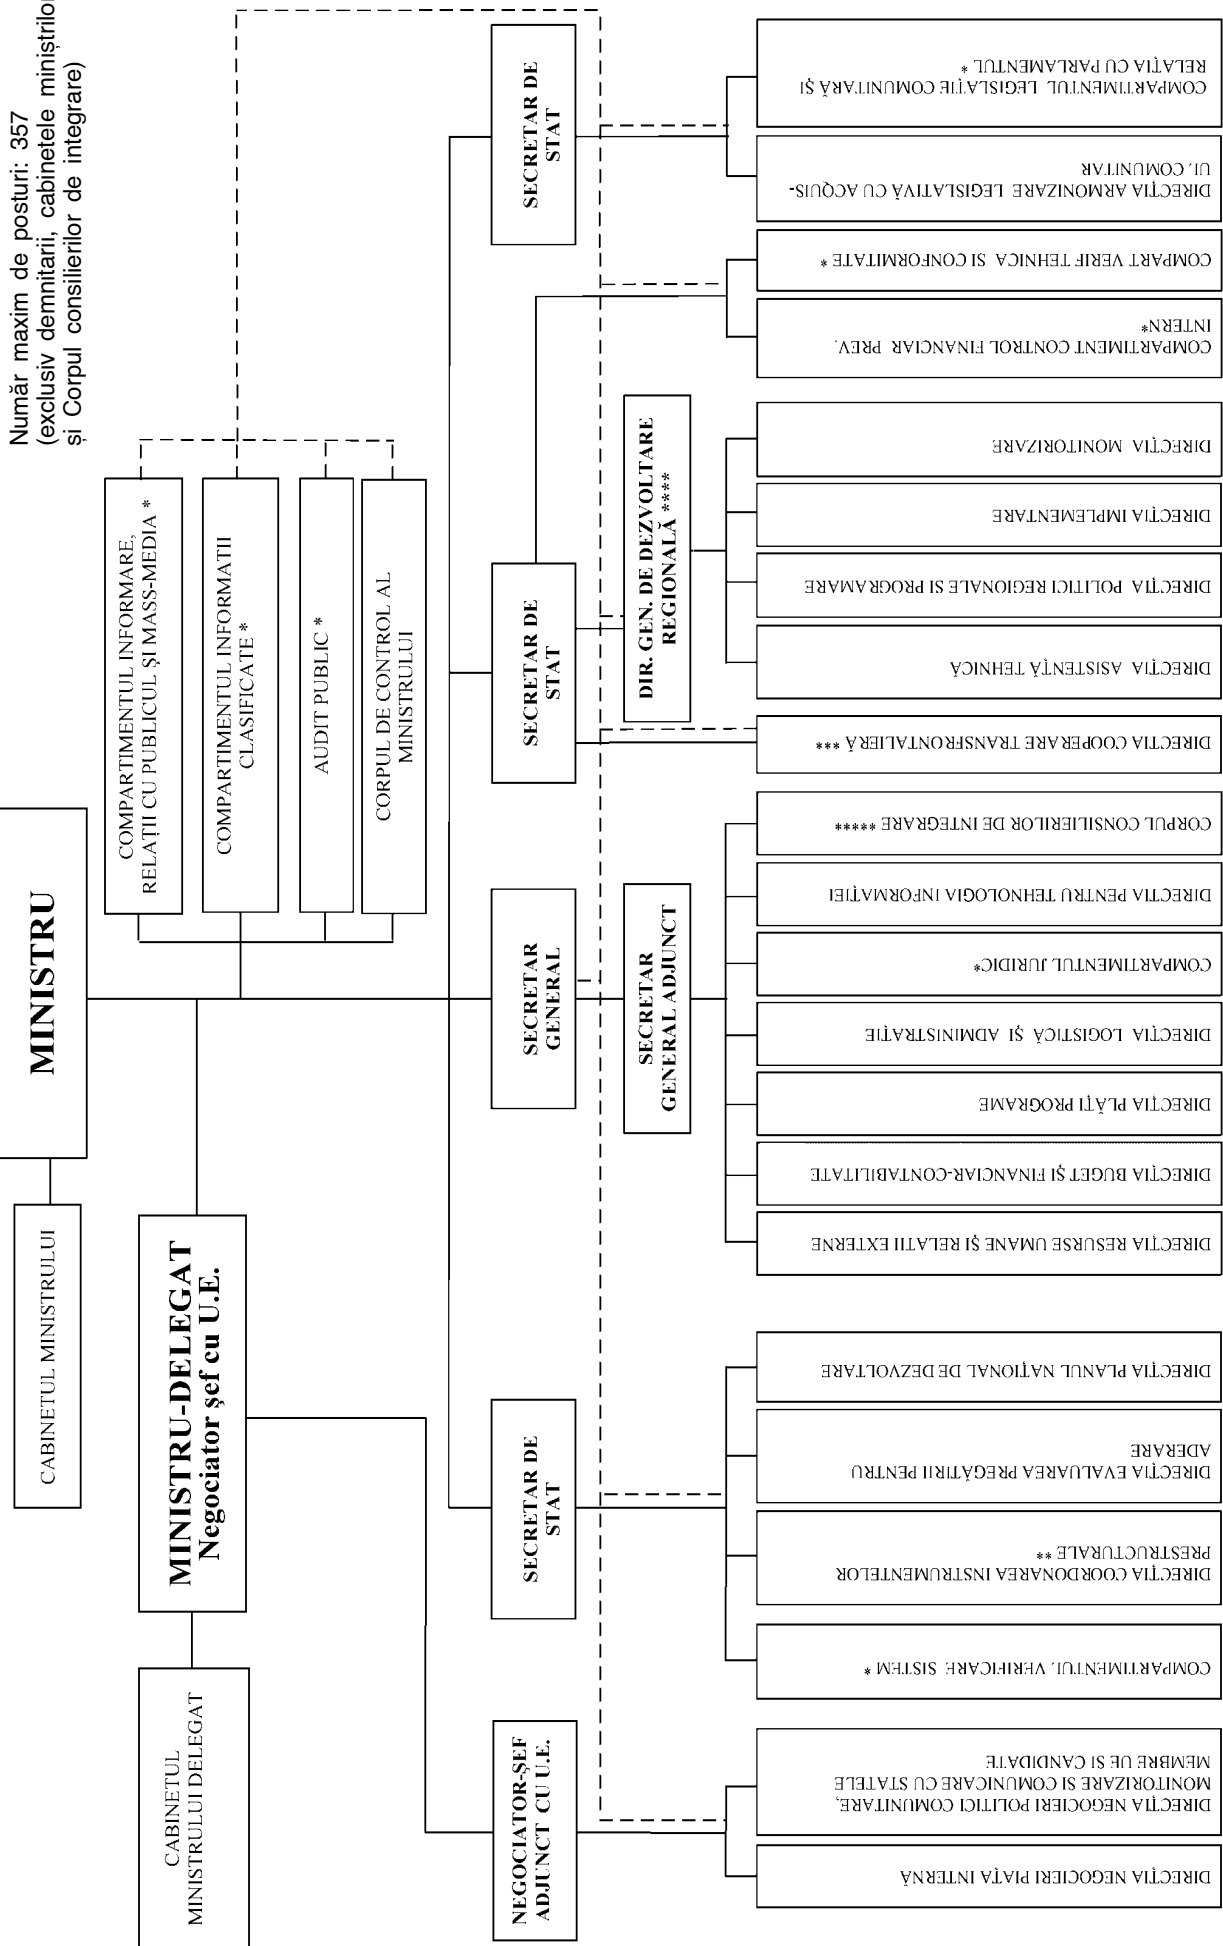 Număr maxim de posturi: 357
(exclusiv demnitarii, cabinetele miniștrilor
și Corpul consilierilor de integrare)
MINISTRU
CABINETUL MINISTRULUI
MINISTRU-DELEGAT
Negociator şef cu U.E.
CABINETUL
MINISTRULUI DELEGAT
COMPARTIMENTUL INFORMARE,
RELAȚII CU PUBLICUL ȘI MASS-MEDIA *
COMPARTIMENTUL INFORMATII
CLASIFICATE *
AUDIT PUBLIC *
CORPUL DE CONTROL AL
MINISTRULUI
NEGOCIATOR-ŞEF
ADJUNCT CU U.E.
SECRETAR DE
STAT
SECRETAR
GENERAL
SECRETAR DE
STAT
SECRETAR DE
STAT
SECRETAR
GENERAL ADJUNCT
DIR. GEN. DE DEZVOLTARE
REGIONALĂ ****
DIRECȚIA NEGOCIERI PIAȚA INTERNĂ
DIRECȚIA NEGOCIERI POLITICI COMUNITARE,
MONITORIZARE SI COMUNICARE CU STATELE
MEMBRE UE SI CANDIDATE
COMPARTIMENTUL VERIFICARE SISTEM *
DIRECȚIA COORDONAREA INSTRUMENTELOR
PRESTRUCTURALE **
DIRECȚIA EVALUAREA PREGĂTIRII PENTRU
ADERARE
DIRECȚIA PLANUL NAȚIONAL DE DEZVOLTARE
DIRECȚIA RESURSE UMANE ȘI RELATII EXTERNE
DIRECȚIA BUGET ȘI FINANCIAR-CONTABILITATE
DIRECȚIA PLĂȚI PROGRAME
DIRECȚIA LOGISTICĂ ȘI ADMINISTRAȚIE
COMPARTIMENTUL JURIDIC*
DIRECTIA PENTRU TEHNOLOGIA INFORMAȚIEI
CORPUL CONSILIERILOR DE INTEGRARE *****
DIRECTIA COOPERARE TRANSFRONTALIERĂ ***
DIRECȚIA ASISTENȚĂ TEHNICĂ
DIRECȚIA POLITICI REGIONALE SI PROGRAMARE
DIRECȚIA IMPLEMENTARE
DIRECȚIA MONITORIZARE
COMPARTIMENT CONTROL FINANCIAR PREV.
INTERN*
COMPART VERIF TEHNICA SI CONFORMITATE *
DIRECȚIA ARMONIZARE LEGISLATIVĂ CU ACQUIS-
UL COMUNITAR
COMPARTIMENTUL LEGISLAȚIE COMUNITARĂ ȘI
RELAȚIA CU PARLAMENTUL *